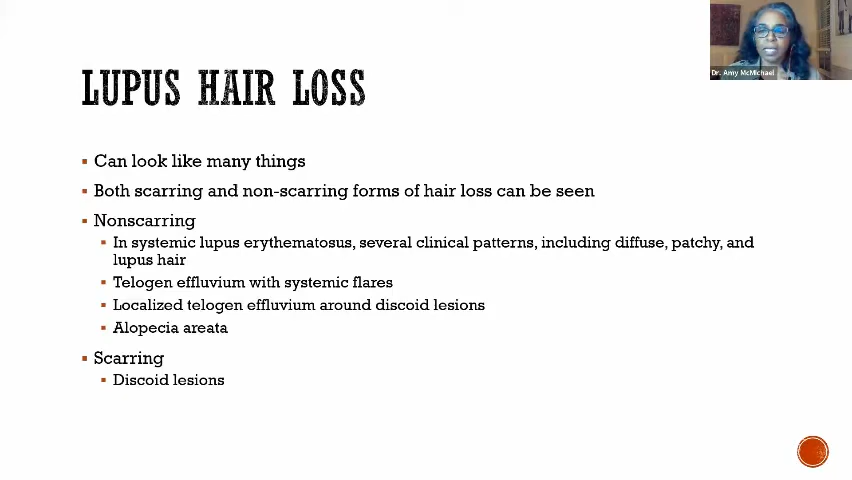 LUPUS HAIR LOSS
Dr. Amy McMichael
▪ Can look like many things
▪ Both scarring and non-scarring forms of hair loss can be seen
▪ Nonscarring
▪ In systemic lupus erythematosus, several clinical patterns, including diffuse, patchy, and
lupus hair
▪ Telogen effluvium with systemic flares
▪ Localized telogen effluvium around discoid lesions
▪ Alopecia areata
▪ Scarring
▪ Discoid lesions